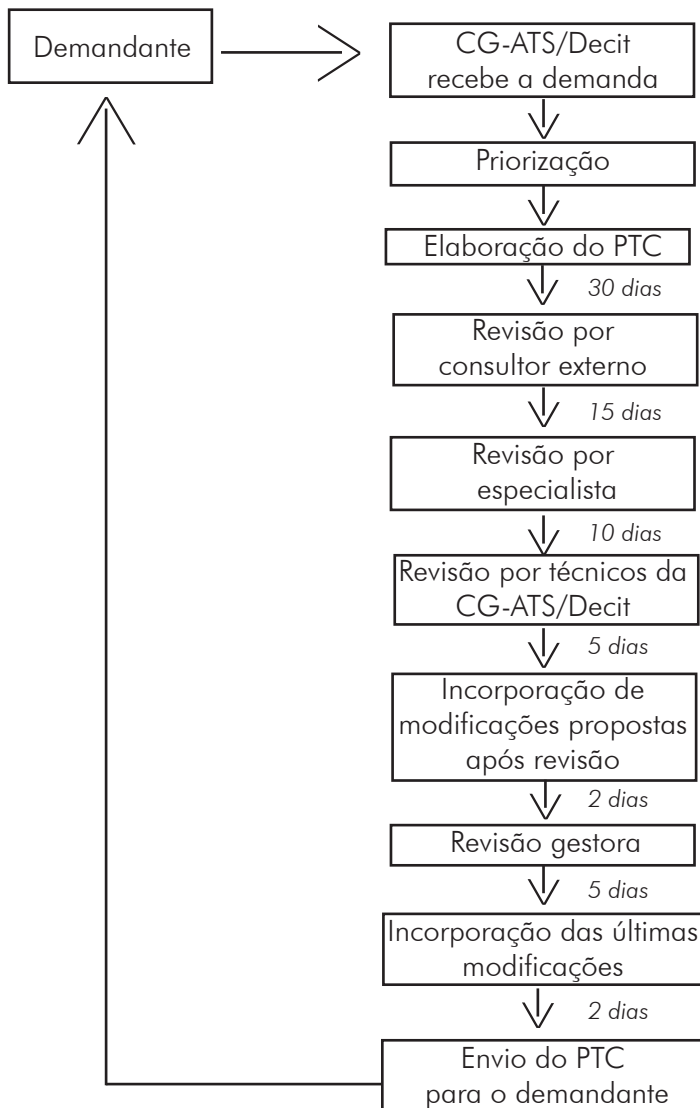 Demandante
CG-ATS/Decit
recebe a demanda
Priorização
Elaboração do PTC
30 dias
Revisão por
consultor externo
15 dias
Revisão por
especialista
10 dias
Revisão por técnicos da
CG-ATS/Decit
5 dias
Incorporação de
modificações propostas
após revisão
2 dias
Revisão gestora
5 dias
Incorporação das últimas
modificações
2 dias
Envio do PTC
para o demandante